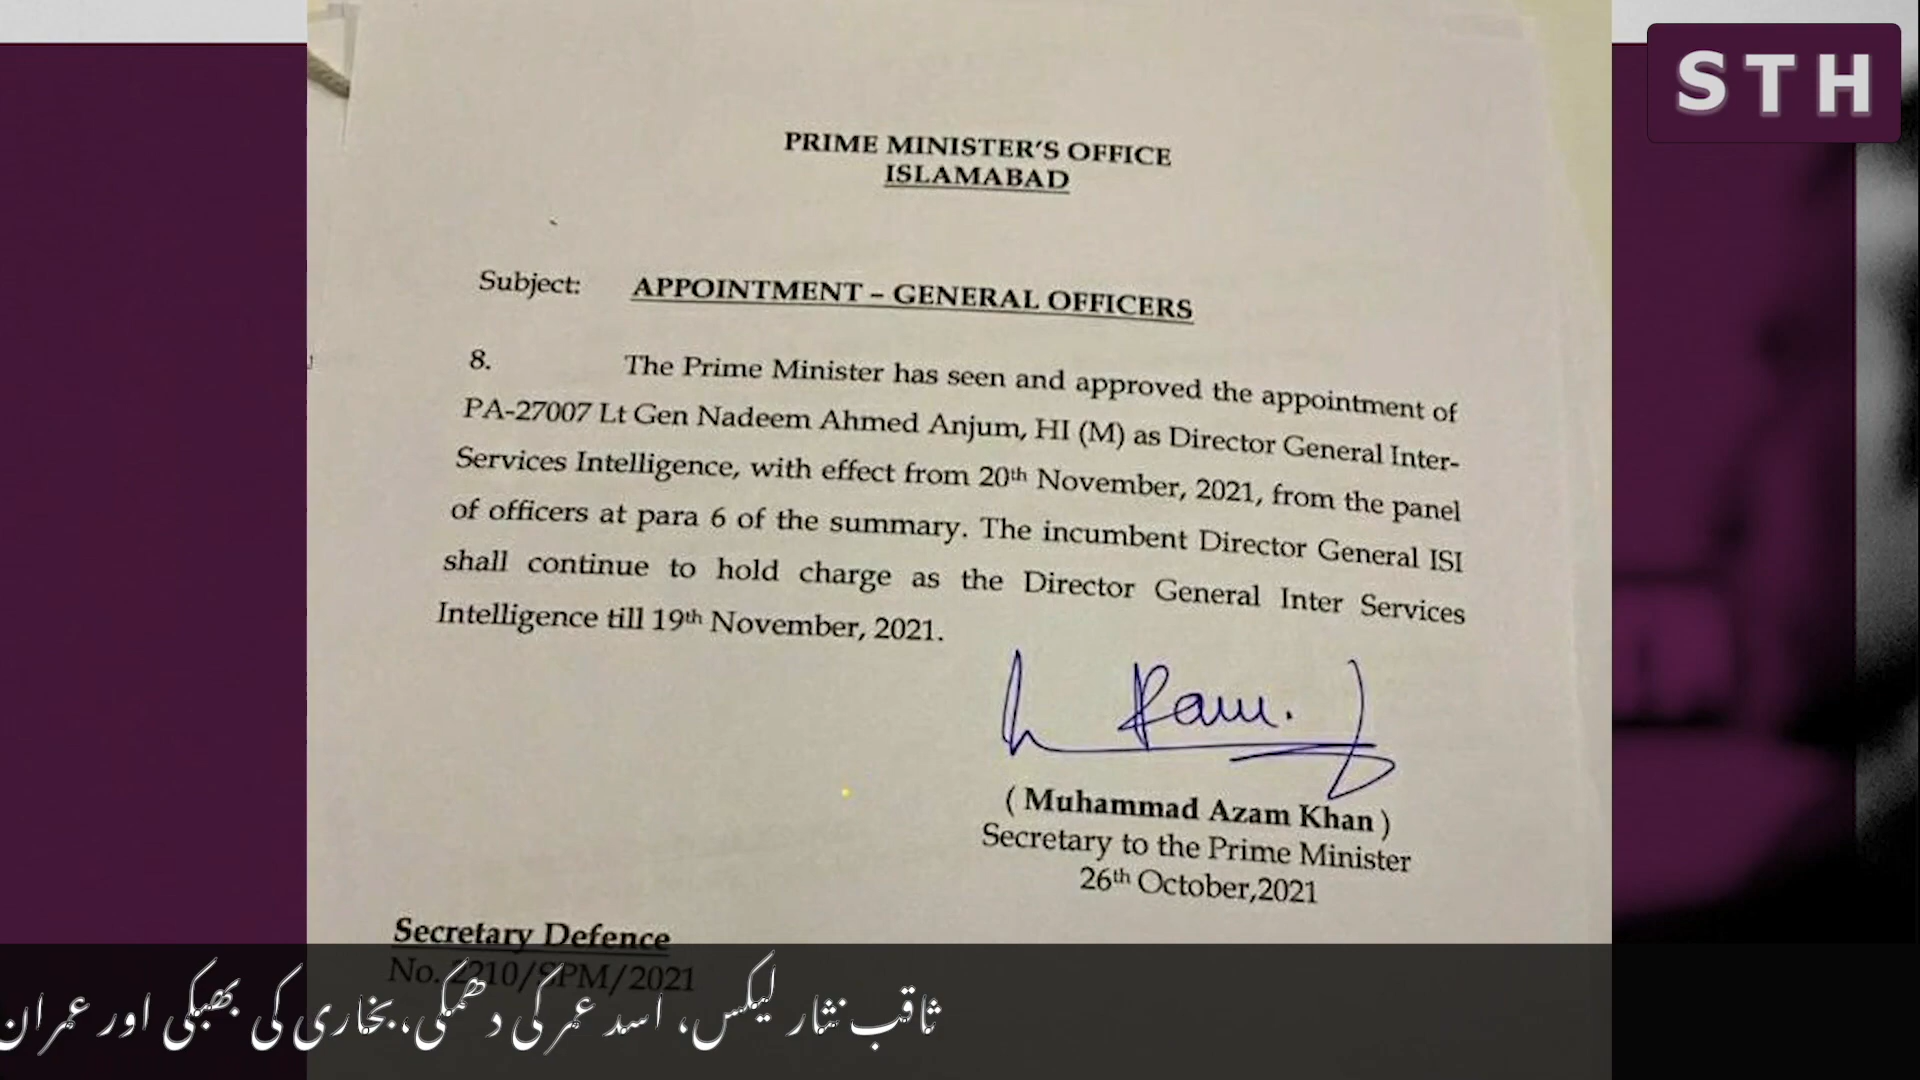 STH
PRIME MINISTER'S OFFICE
ISLAMABAD
Subject: APPOINTMENT – GENERAL OFFICERS
8. The Prime Minister has seen and approved the appointment of
PA-27007 Lt Gen Nadeem Ahmed Anjum, HI (M) as Director General Inter-
Services Intelligence, with effect from 20th November, 2021, from the panel
of officers at para 6 of the summary. The incumbent Director General ISI
shall continue to hold charge as the Director General Inter Services
Intelligence till 19th November, 2021.
( Muhammad Azam Khan )
Secretary to the Prime Minister
26th October,2021
Secretary Defence
No. 2210/SPM/2021
ثاقب نثار لیکس، اسد عمر کی دھمکی، بخاری کی بھبکی اور عمران